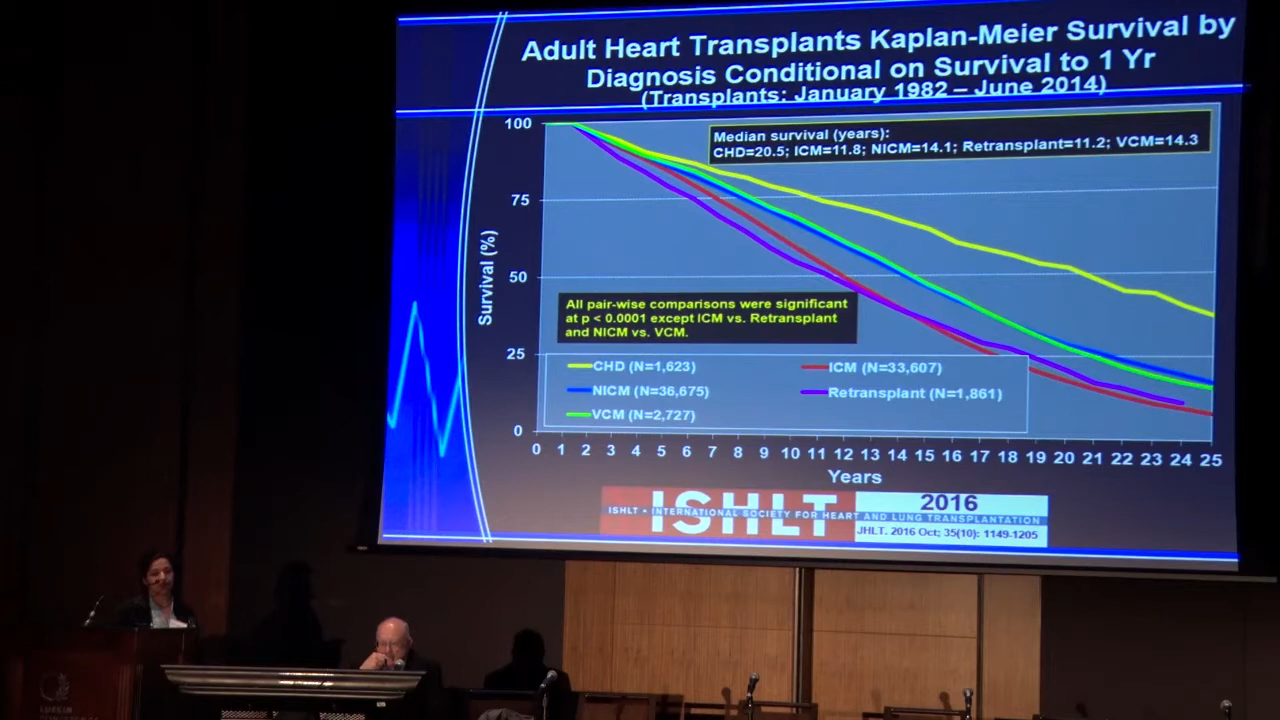 Adult Heart Transplants Kaplan-Meier Survival by
Diagnosis Conditional on Survival to 1 Yr
(Transplants: January 1982 – June 2014)
Median survival (years):
CHD=20.5; ICM=11.8; NICM=14.1; Retransplant=11.2; VCM=14.3
100
75
50
25
0
Survival (%)
All pair-wise comparisons were significant
at p < 0.0001 except ICM vs. Retransplant
and NICM vs. VCM.
CHD (N=1,623)
ICM (N=33,607)
NICM (N=36,675)
Retransplant (N=1,861)
VCM (N=2,727)
0 1 2 3 4 5 6 7 8 9 10 11 12 13 14 15 16 17 18 19 20 21 22 23 24 25
Years
ISHLT
2016
ISHLT • INTERNATIONAL SOCIETY FOR HEART AND LUNG TRANSPLANTATION
JHLT. 2016 Oct; 35(10): 1149-1205